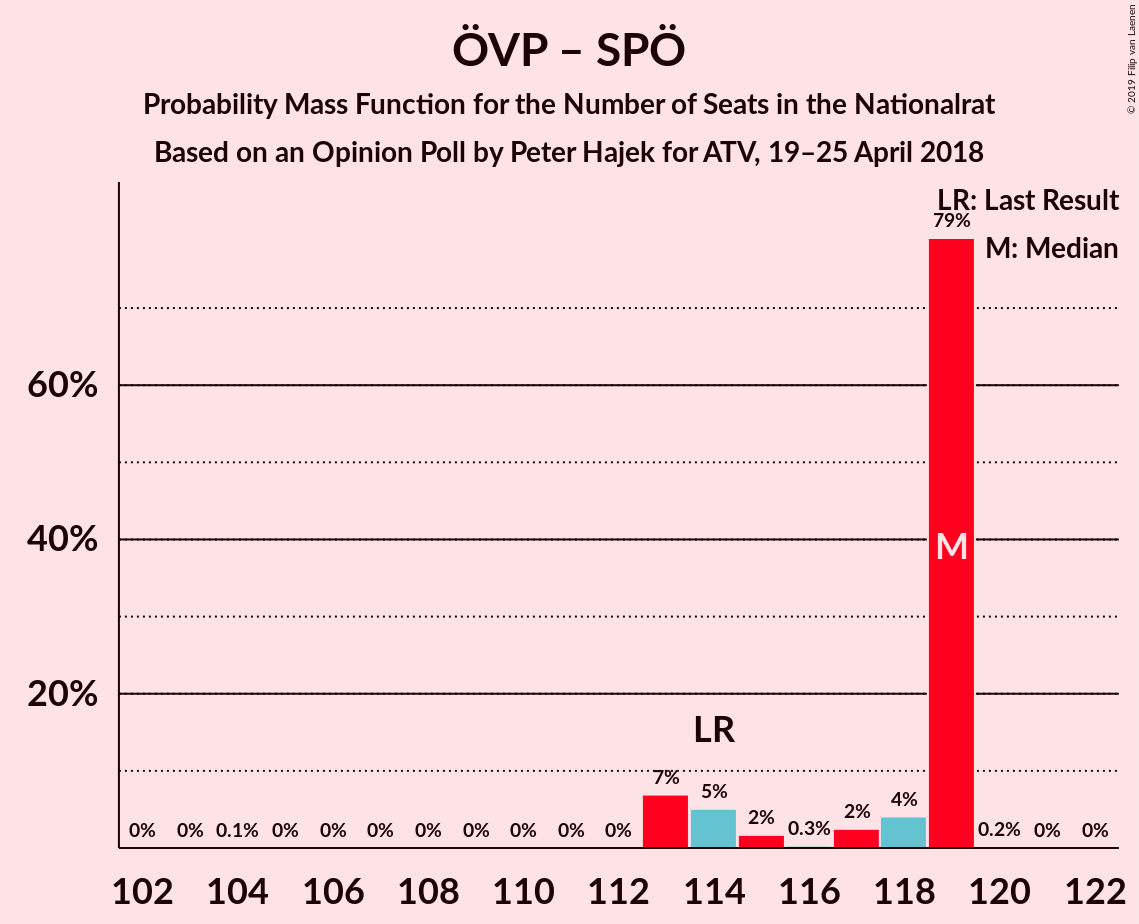 ÖVP – SPÖ
Probability Mass Function for the Number of Seats in the Nationalrat
Based on an Opinion Poll by Peter Hajek for ATV, 19–25 April 2018
© 2019 Filip van Laenen
LR: Last Result
79%
M: Median
60%
40%
M
20%
LR
7%
5%
2%
0.3%
2%
4%
0% 0% 0.1% 0% 0% 0% 0% 0% 0% 0% 0% 0.2% 0% 0%
102 104 106 108 110 112 114 116 118 120 122